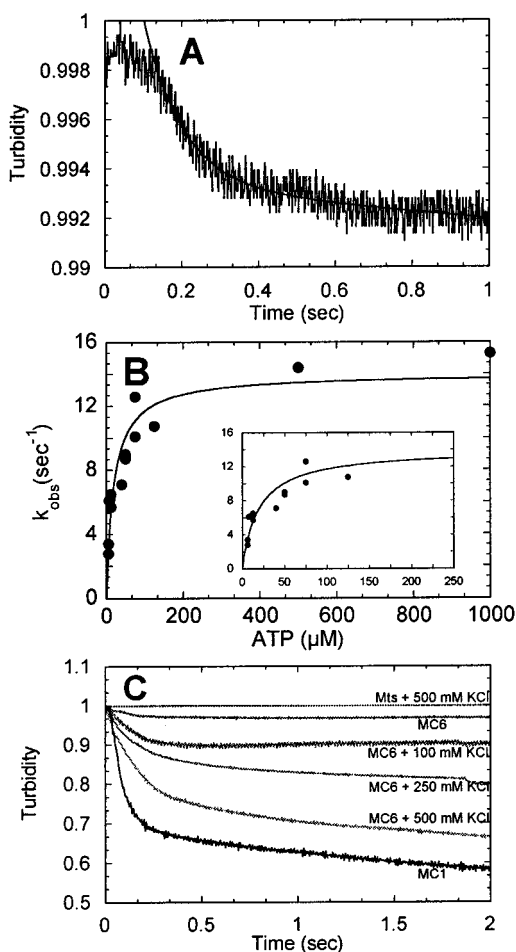 A
1
0.998
0.996
0.994
0.992
0.99
Turbidity
0 0.2 0.4 0.6 0.8 1
Time (sec)
B
16
12
8
4
0
k_obs(sec⁻¹)
16
12
8
4
0
0 50 100 150 200 250
0 200 400 600 800 1000
ATP (µM)
C
1.1
1
0.9
0.8
0.7
0.6
0.5
Turbidity
Mts + 500 mM KCl
MC6
MC6 + 100 mM KCl
MC6 + 250 mM KCl
MC6 + 500 mM KCl
MC1
0 0.5 1 1.5 2
Time (sec)